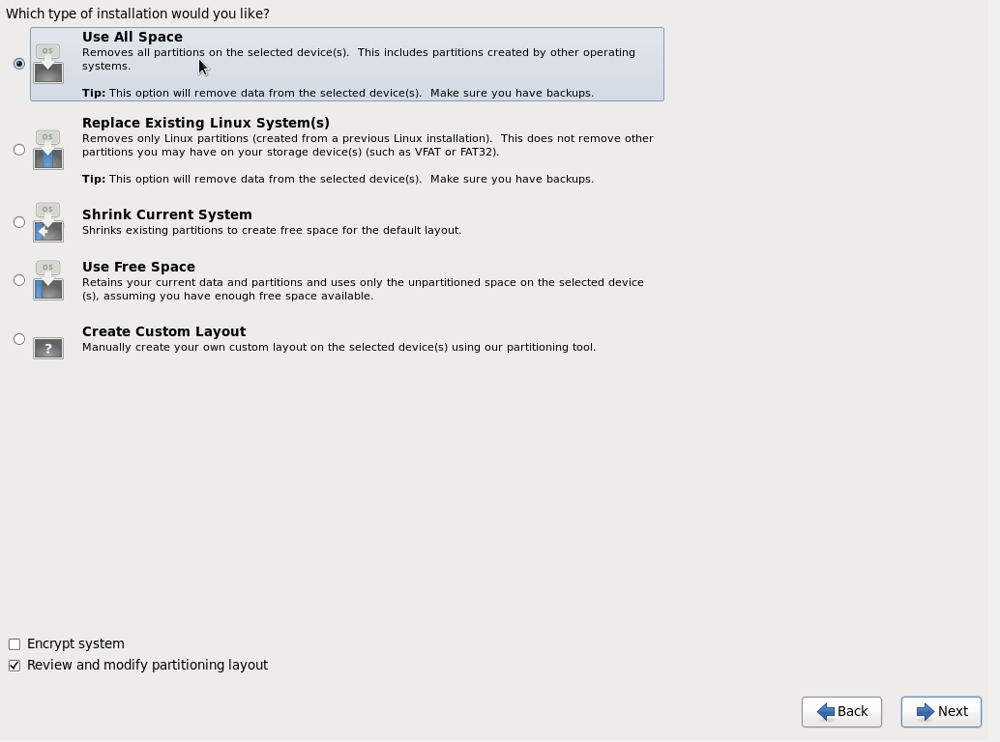 Which type of installation would you like?
Use All Space
Removes all partitions on the selected device(s).  This includes partitions created by other operating
systems.
Tip: This option will remove data from the selected device(s).  Make sure you have backups.
OS
Replace Existing Linux System(s)
Removes only Linux partitions (created from a previous Linux installation).  This does not remove other
partitions you may have on your storage device(s) (such as VFAT or FAT32).
Tip: This option will remove data from the selected device(s).  Make sure you have backups.
OS
Shrink Current System
Shrinks existing partitions to create free space for the default layout.
OS
Use Free Space
Retains your current data and partitions and uses only the unpartitioned space on the selected device
(s), assuming you have enough free space available.
OS
Create Custom Layout
Manually create your own custom layout on the selected device(s) using our partitioning tool.
?
Encrypt system
Review and modify partitioning layout
Back
Next